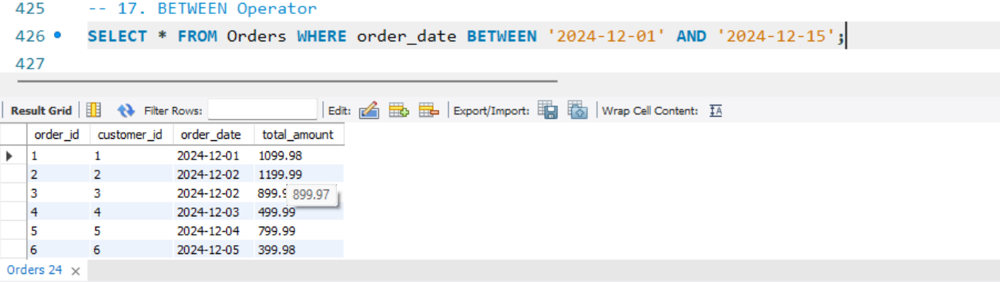 425 -- 17. BETWEEN Operator
426 SELECT * FROM Orders WHERE order_date BETWEEN '2024-12-01' AND '2024-12-15';
427
Result Grid Filter Rows: Edit: Export/Import: Wrap Cell Content: IA
order_id customer_id order_date total_amount
1 1 2024-12-01 1099.98
2 2 2024-12-02 1199.99
3 3 2024-12-02 899.9 899.97
4 4 2024-12-03 499.99
5 5 2024-12-04 799.99
6 6 2024-12-05 399.98
Orders 24 ×